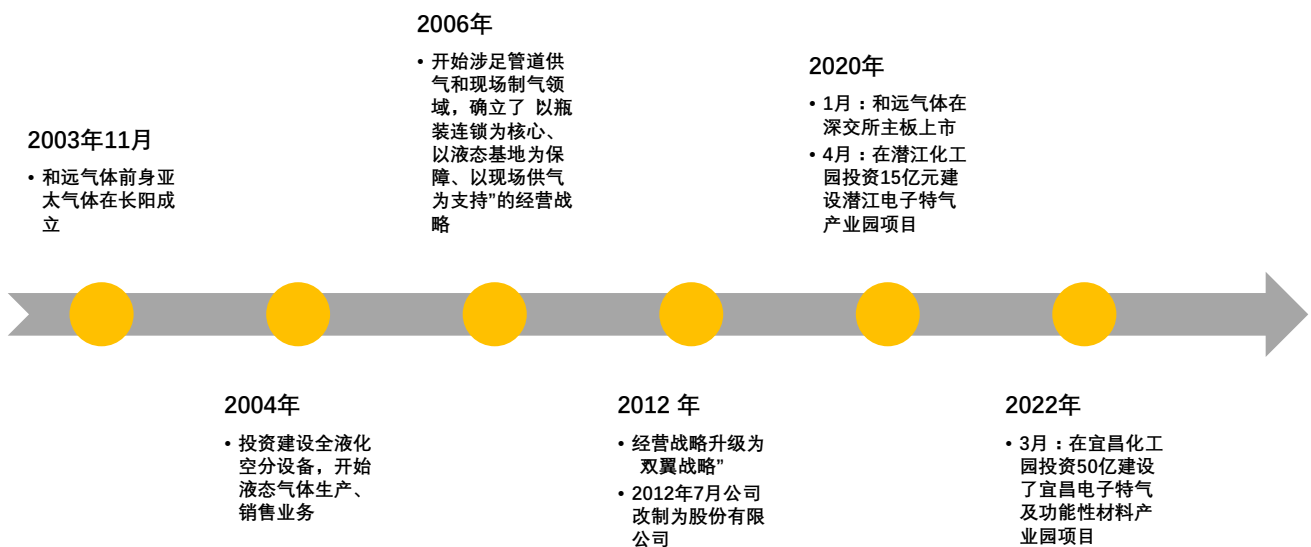 2003年11月
• 和远气体前身亚
太气体在长阳成
立
2004年
• 投资建设全液化
空分设备，开始
液态气体生产、
销售业务
2006年
• 开始涉足管道供
气和现场制气领
域，确立了 以瓶
装连锁为核心、
以液态基地为保
障、以现场供气
为支持”的经营战
略
2012 年
• 经营战略升级为
双翼战略”
• 2012年7月公司
改制为股份有限
公司
2020年
• 1月：和远气体在
深交所主板上市
• 4月：在潜江化工
园投资15亿元建
设潜江电子特气
产业园项目
2022年
• 3月：在宜昌化工
园投资50亿建设
了宜昌电子特气
及功能性材料产
业园项目